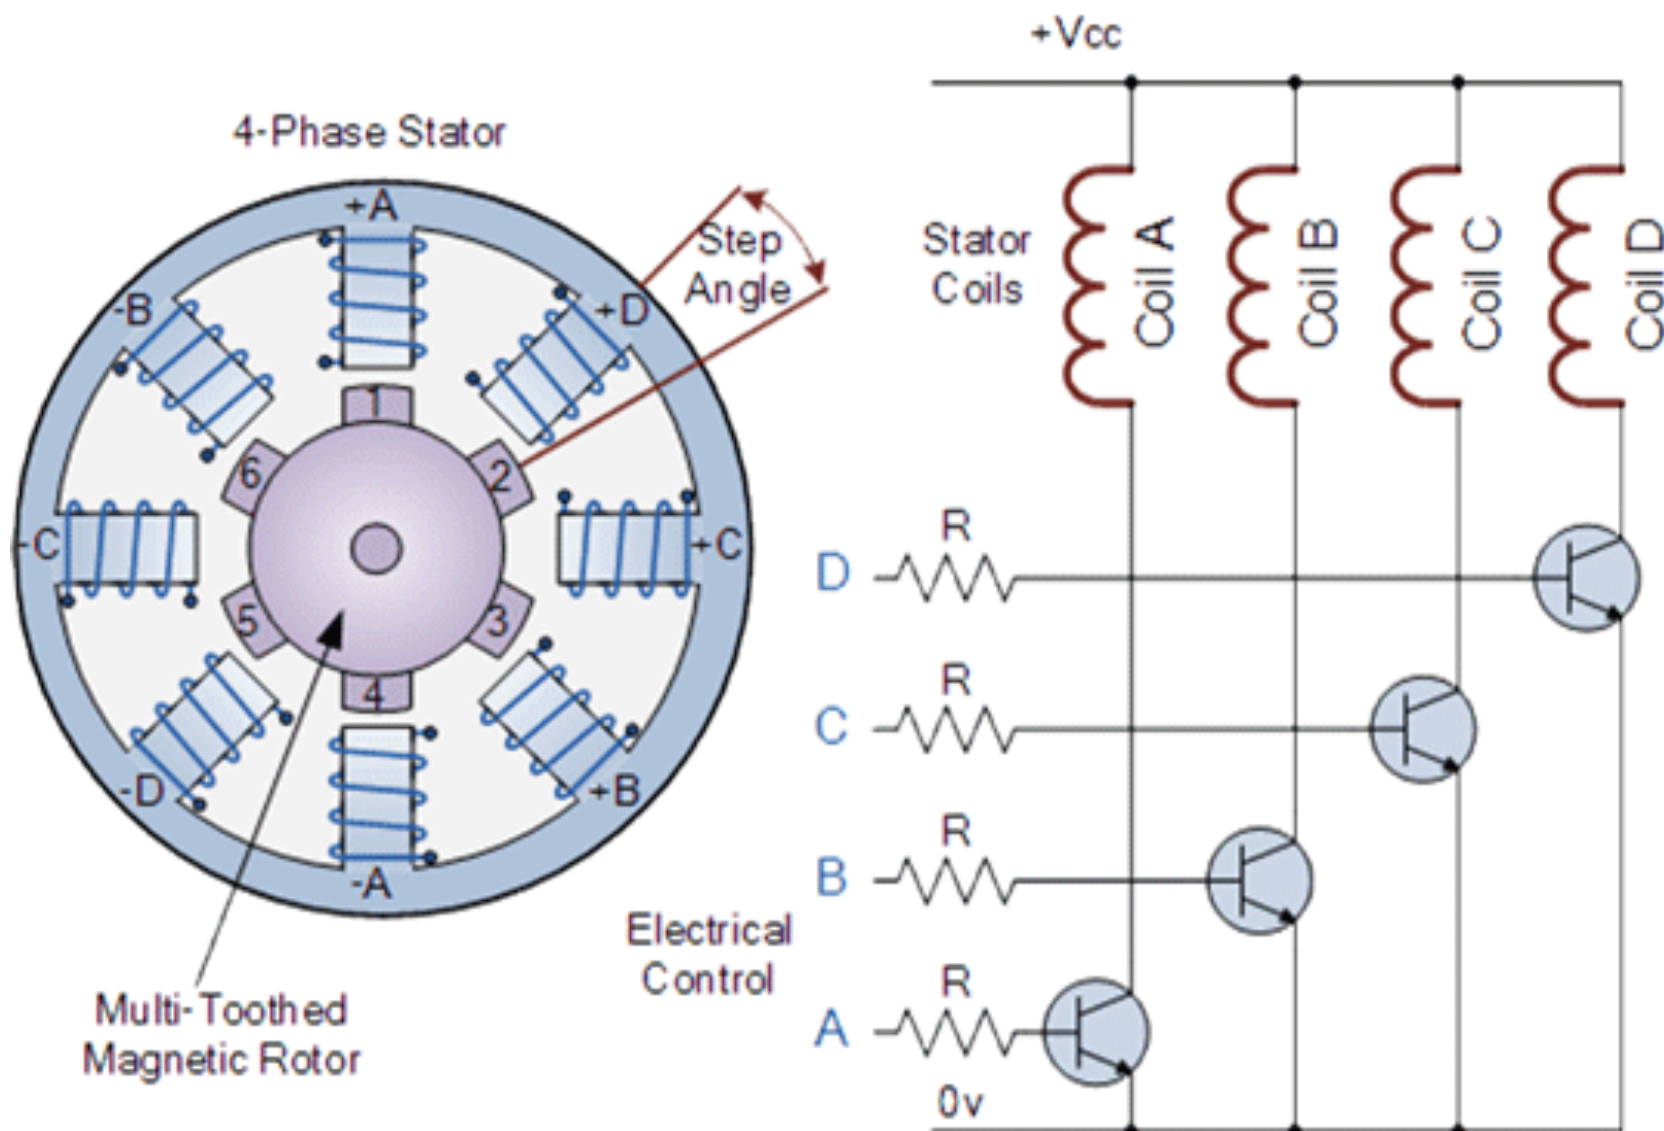 4-Phase Stator
+A
-B
+D
-C
+C
-D
+B
-A
1
2
3
4
5
6
Step
Angle
Multi-Toothed
Magnetic Rotor
+Vcc
Stator
Coils
Coil A
Coil B
Coil C
Coil D
R
D
R
C
R
B
R
A
Electrical
Control
0v